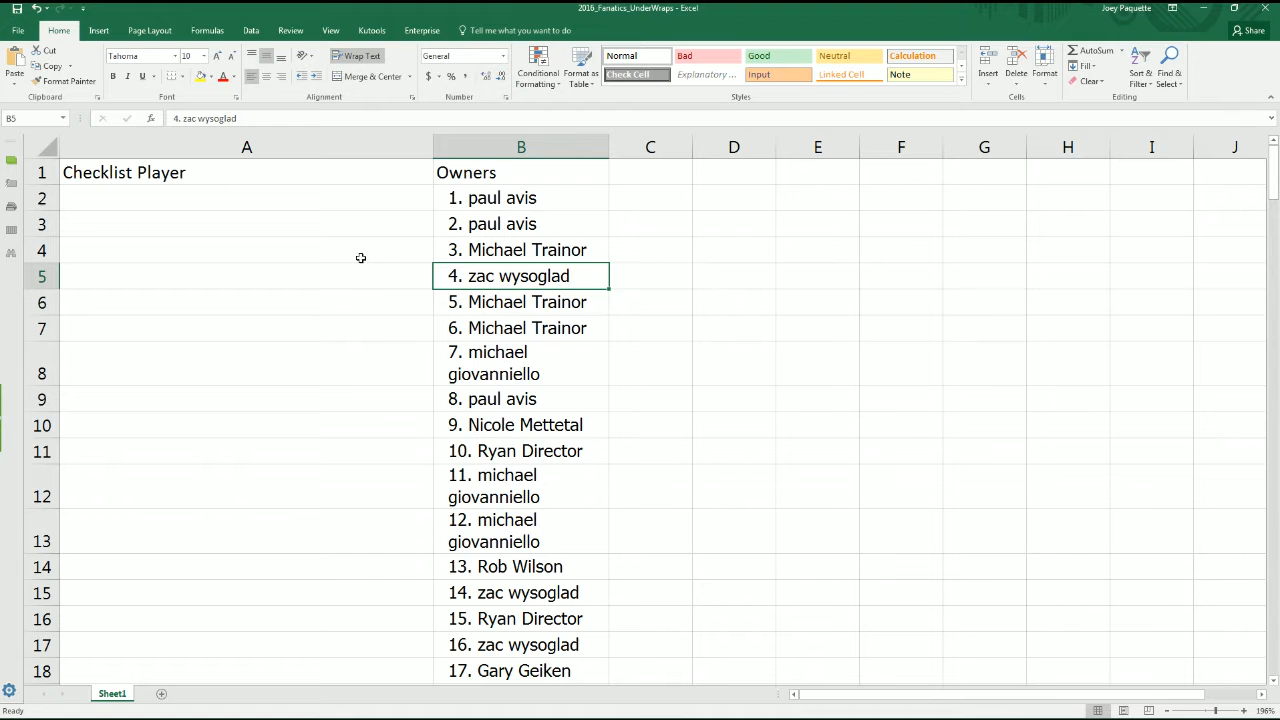 2016_Fanatics_UnderWraps - Excel
Joey Paquette
File Home Insert Page Layout Formulas Data Review View Kutools Enterprise Tell me what you want to do Share
Paste Cut Copy Format Painter Clipboard
Tahoma 10 B I U A Font
Wrap Text Merge & Center Alignment
General $ % , Number
Conditional Formatting Format as Table
Normal Bad Good Neutral Calculation
Check Cell Explanatory ... Input Linked Cell Note
Styles
Insert Delete Format Cells
AutoSum Fill Clear Sort & Filter Find & Select Editing
B5 fx 4. zac wysoglad
A B C D E F G H I J
1 Checklist Player Owners
2 1. paul avis
3 2. paul avis
4 3. Michael Trainor
5 4. zac wysoglad
6 5. Michael Trainor
7 6. Michael Trainor
7. michael
8 giovanniello
9 8. paul avis
10 9. Nicole Mettetal
11 10. Ryan Director
11. michael
12 giovanniello
12. michael
13 giovanniello
14 13. Rob Wilson
15 14. zac wysoglad
16 15. Ryan Director
17 16. zac wysoglad
18 17. Gary Geiken
Sheet1
Ready 196%